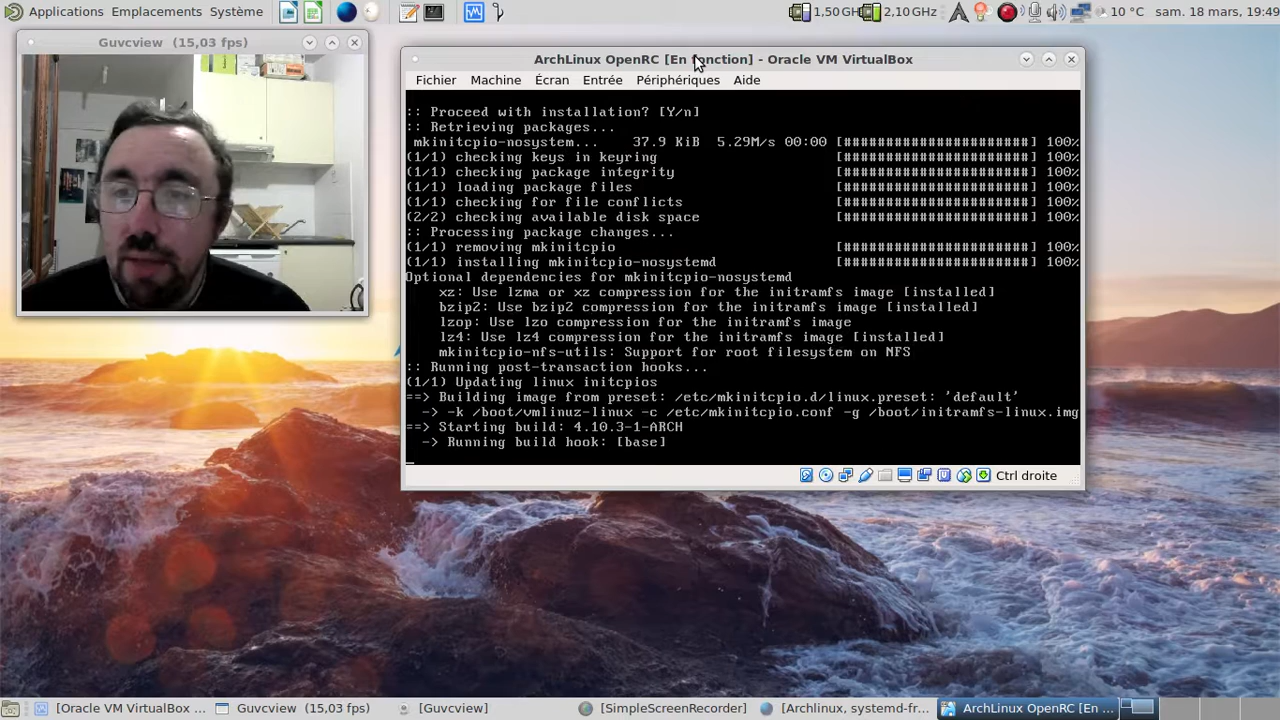 Applications Emplacements Système 1,50 GH 2,10 GHz 10 °C sam. 18 mars, 19:49
Guvcview (15,03 fps)
ArchLinux OpenRC [En fonction] - Oracle VM VirtualBox
Fichier Machine Écran Entrée Périphériques Aide
:: Proceed with installation? [Y/n]
:: Retrieving packages...
mkinitcpio-nosystem... 37.9 KiB 5.29M/s 00:00 [######################] 100%
(1/1) checking keys in keyring [######################] 100%
(1/1) checking package integrity [######################] 100%
(1/1) loading package files [######################] 100%
(1/1) checking for file conflicts [######################] 100%
(2/2) checking available disk space [######################] 100%
:: Processing package changes...
(1/1) removing mkinitcpio [######################] 100%
(1/1) installing mkinitcpio-nosystemd [######################] 100%
Optional dependencies for mkinitcpio-nosystemd
xz: Use lzma or xz compression for the initramfs image [installed]
bzip2: Use bzip2 compression for the initramfs image [installed]
lzop: Use lzo compression for the initramfs image
lz4: Use lz4 compression for the initramfs image [installed]
mkinitcpio-nfs-utils: Support for root filesystem on NFS
:: Running post-transaction hooks...
(1/1) Updating linux initcpios
==> Building image from preset: /etc/mkinitcpio.d/linux.preset: 'default'
-> -k /boot/vmlinuz-linux -c /etc/mkinitcpio.conf -g /boot/initramfs-linux.img
==> Starting build: 4.10.3-1-ARCH
-> Running build hook: [base]
Ctrl droite
[Oracle VM VirtualBox ... Guvcview (15,03 fps) [Guvcview] [SimpleScreenRecorder] [Archlinux, systemd-fr... ArchLinux OpenRC [En ...